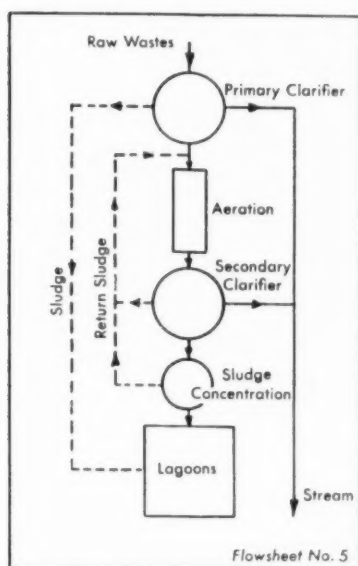 Raw Wastes
Primary Clarifier
Aeration
Secondary
Clarifier
Sludge
Return Sludge
Sludge
Concentration
Lagoons
Stream
Flowsheet No. 5